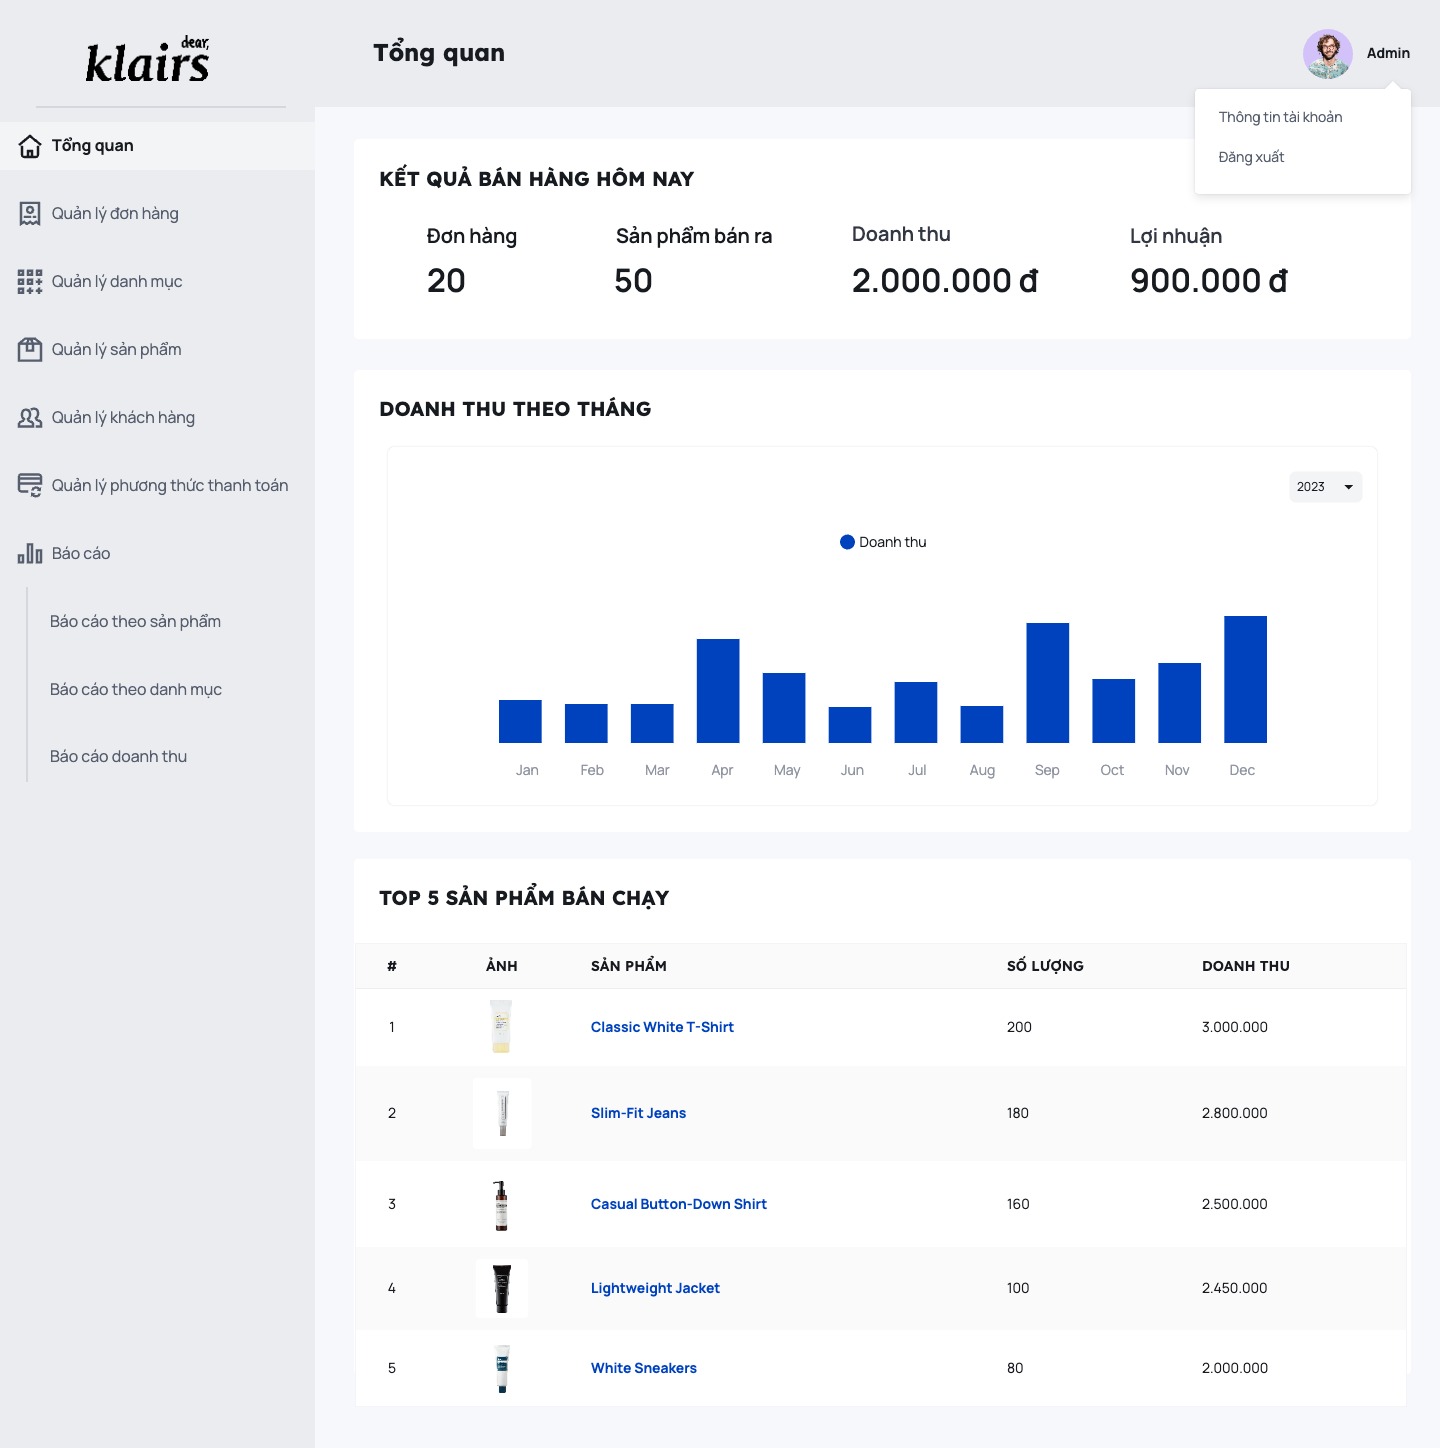 dear,
klairs
Tổng quan
Admin
Thông tin tài khoản
Đăng xuất
Tổng quan
Quản lý đơn hàng
Quản lý danh mục
Quản lý sản phẩm
Quản lý khách hàng
Quản lý phương thức thanh toán
Báo cáo
Báo cáo theo sản phẩm
Báo cáo theo danh mục
Báo cáo doanh thu
KẾT QUẢ BÁN HÀNG HÔM NAY
Đơn hàng Sản phẩm bán ra Doanh thu Lợi nhuận
20 50 2.000.000 đ 900.000 đ
DOANH THU THEO THÁNG
2023
Doanh thu
Jan Feb Mar Apr May Jun Jul Aug Sep Oct Nov Dec
TOP 5 SẢN PHẨM BÁN CHẠY
# ẢNH SẢN PHẨM SỐ LƯỢNG DOANH THU
1 Classic White T-Shirt 200 3.000.000
2 Slim-Fit Jeans 180 2.800.000
3 Casual Button-Down Shirt 160 2.500.000
4 Lightweight Jacket 100 2.450.000
5 White Sneakers 80 2.000.000